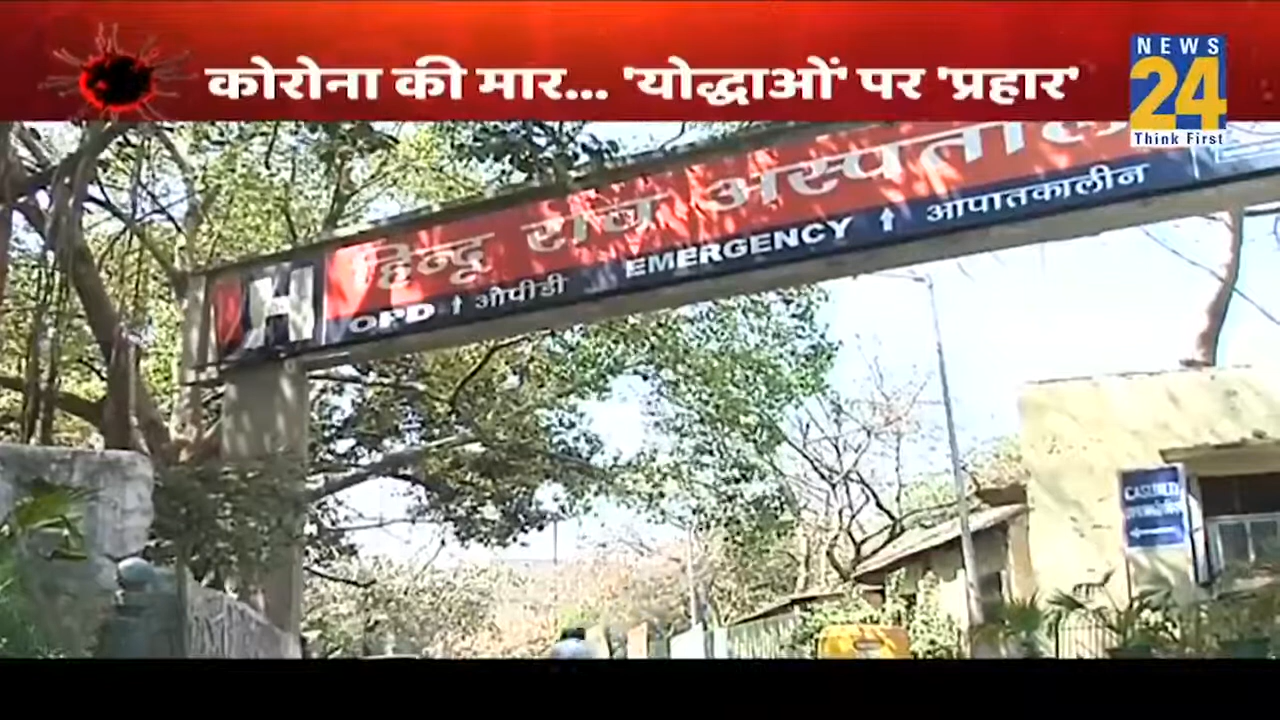 कोरोना की मार... 'योद्धाओं' पर 'प्रहार'
NEWS
24
Think First
हिन्दू राव अस्पताल
H
OPD ↑ ओपीडी EMERGENCY ↑ आपातकालीन